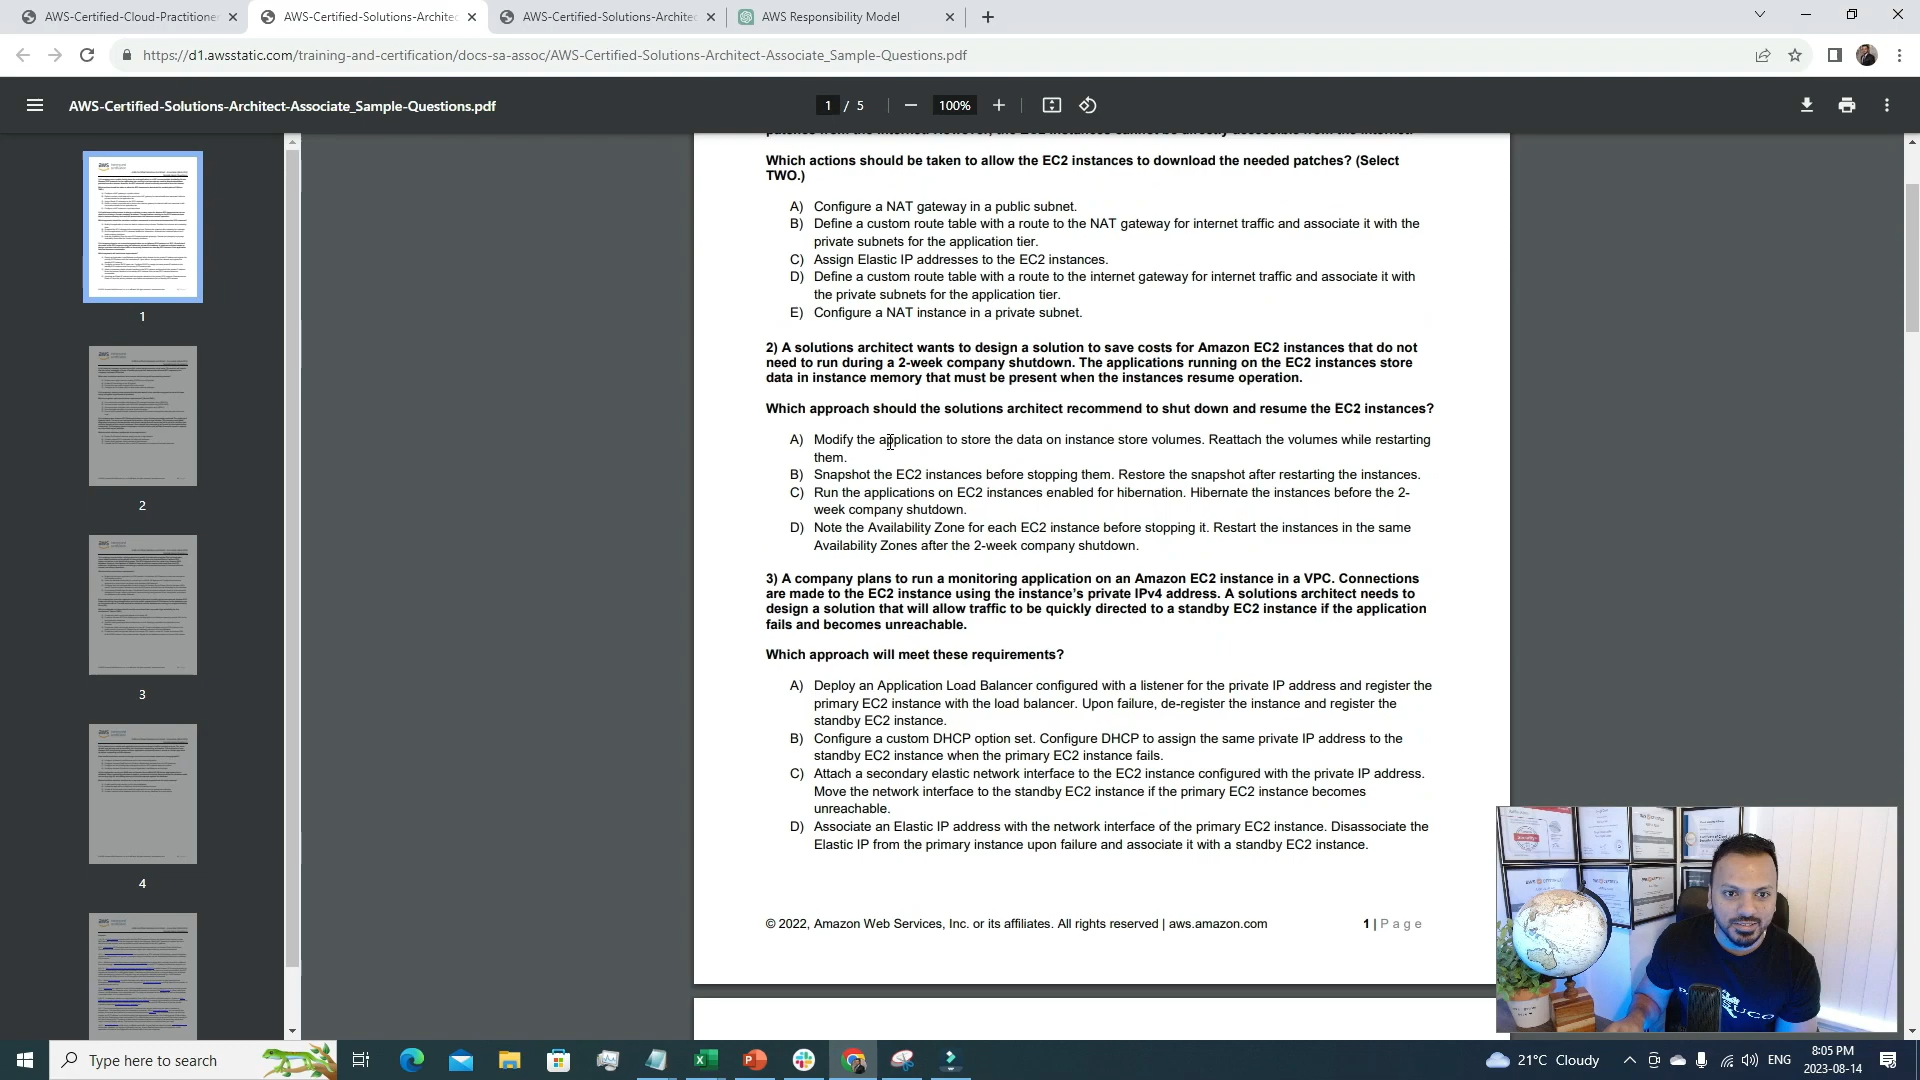 AWS-Certified-Cloud-Practitioner
AWS-Certified-Solutions-Architec
AWS-Certified-Solutions-Architec
AWS Responsibility Model
https://d1.awsstatic.com/training-and-certification/docs-sa-assoc/AWS-Certified-Solutions-Architect-Associate_Sample-Questions.pdf
AWS-Certified-Solutions-Architect-Associate_Sample-Questions.pdf
1 / 5
100%
patches from the internet. However, the EC2 instances cannot be directly accessible from the internet.
Which actions should be taken to allow the EC2 instances to download the needed patches? (Select
TWO.)
A) Configure a NAT gateway in a public subnet.
B) Define a custom route table with a route to the NAT gateway for internet traffic and associate it with the
private subnets for the application tier.
C) Assign Elastic IP addresses to the EC2 instances.
D) Define a custom route table with a route to the internet gateway for internet traffic and associate it with
the private subnets for the application tier.
E) Configure a NAT instance in a private subnet.
2) A solutions architect wants to design a solution to save costs for Amazon EC2 instances that do not
need to run during a 2-week company shutdown. The applications running on the EC2 instances store
data in instance memory that must be present when the instances resume operation.
Which approach should the solutions architect recommend to shut down and resume the EC2 instances?
A) Modify the application to store the data on instance store volumes. Reattach the volumes while restarting
them.
B) Snapshot the EC2 instances before stopping them. Restore the snapshot after restarting the instances.
C) Run the applications on EC2 instances enabled for hibernation. Hibernate the instances before the 2-
week company shutdown.
D) Note the Availability Zone for each EC2 instance before stopping it. Restart the instances in the same
Availability Zones after the 2-week company shutdown.
3) A company plans to run a monitoring application on an Amazon EC2 instance in a VPC. Connections
are made to the EC2 instance using the instance's private IPv4 address. A solutions architect needs to
design a solution that will allow traffic to be quickly directed to a standby EC2 instance if the application
fails and becomes unreachable.
Which approach will meet these requirements?
A) Deploy an Application Load Balancer configured with a listener for the private IP address and register the
primary EC2 instance with the load balancer. Upon failure, de-register the instance and register the
standby EC2 instance.
B) Configure a custom DHCP option set. Configure DHCP to assign the same private IP address to the
standby EC2 instance when the primary EC2 instance fails.
C) Attach a secondary elastic network interface to the EC2 instance configured with the private IP address.
Move the network interface to the standby EC2 instance if the primary EC2 instance becomes
unreachable.
D) Associate an Elastic IP address with the network interface of the primary EC2 instance. Disassociate the
Elastic IP from the primary instance upon failure and associate it with a standby EC2 instance.
© 2022, Amazon Web Services, Inc. or its affiliates. All rights reserved | aws.amazon.com
1 | Page
1
2
3
4
Type here to search
21°C Cloudy
ENG
8:05 PM
2023-08-14